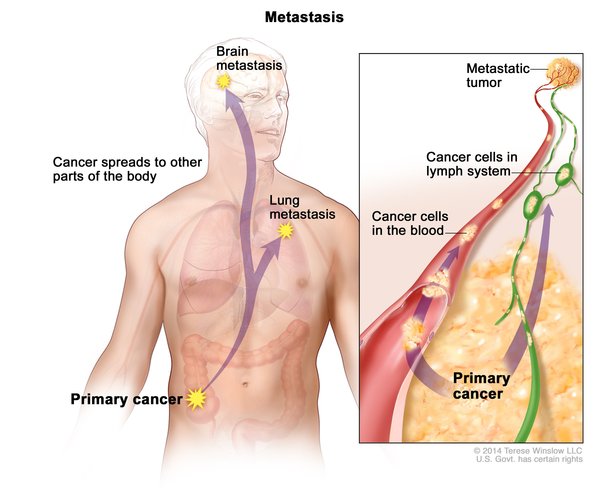 Metastasis
Brain
metastasis
Cancer spreads to other
parts of the body
Lung
metastasis
Primary cancer
Metastatic
tumor
Cancer cells in
lymph system
Cancer cells
in the blood
Primary
cancer
© 2014 Terese Winslow LLC
U.S. Govt. has certain rights